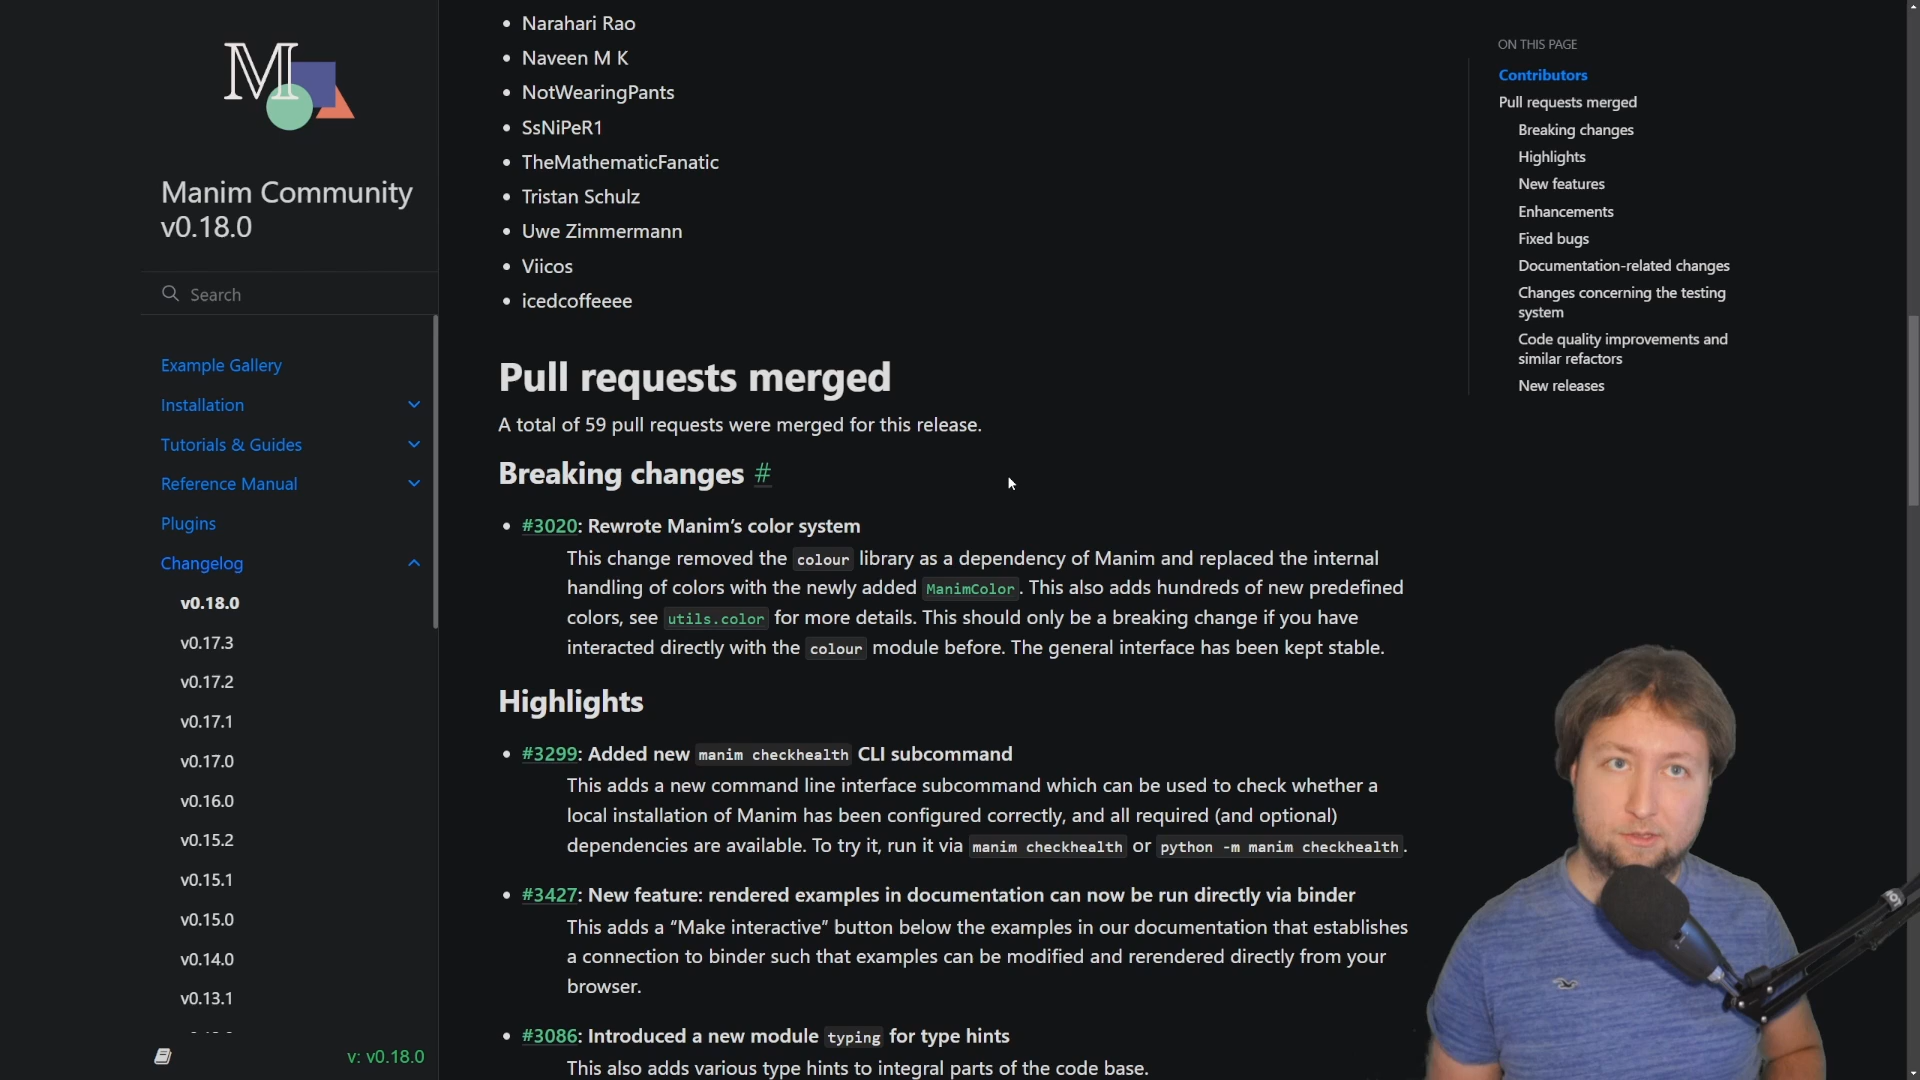 M
Manim Community
v0.18.0
Search
Example Gallery
Installation
Tutorials & Guides
Reference Manual
Plugins
Changelog
v0.18.0
v0.17.3
v0.17.2
v0.17.1
v0.17.0
v0.16.0
v0.15.2
v0.15.1
v0.15.0
v0.14.0
v0.13.1
v: v0.18.0
• Narahari Rao
• Naveen M K
• NotWearingPants
• SsNiPeR1
• TheMathematicFanatic
• Tristan Schulz
• Uwe Zimmermann
• Viicos
• icedcoffeeee
Pull requests merged
A total of 59 pull requests were merged for this release.
Breaking changes #
• #3020: Rewrote Manim’s color system
This change removed the colour library as a dependency of Manim and replaced the internal
handling of colors with the newly added ManimColor. This also adds hundreds of new predefined
colors, see utils.color for more details. This should only be a breaking change if you have
interacted directly with the colour module before. The general interface has been kept stable.
Highlights
• #3299: Added new manim checkhealth CLI subcommand
This adds a new command line interface subcommand which can be used to check whether a
local installation of Manim has been configured correctly, and all required (and optional)
dependencies are available. To try it, run it via manim checkhealth or python -m manim checkhealth.
• #3427: New feature: rendered examples in documentation can now be run directly via binder
This adds a “Make interactive” button below the examples in our documentation that establishes
a connection to binder such that examples can be modified and rerendered directly from your
browser.
• #3086: Introduced a new module typing for type hints
This also adds various type hints to integral parts of the code base.
ON THIS PAGE
Contributors
Pull requests merged
Breaking changes
Highlights
New features
Enhancements
Fixed bugs
Documentation-related changes
Changes concerning the testing
system
Code quality improvements and
similar refactors
New releases